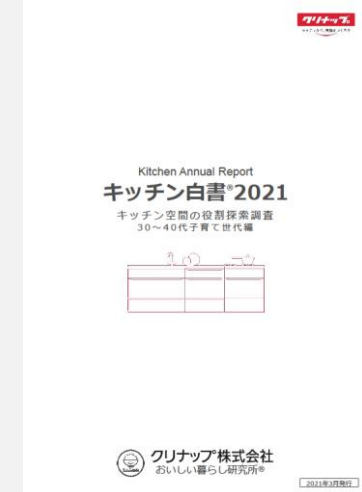 クリナップ
Kitchen Annual Report
キッチン白書®2021
キッチン空間の役割探索調査
30～40代子育て世代編
クリナップ株式会社
おいしい暮らし研究所®
2021年3月発行